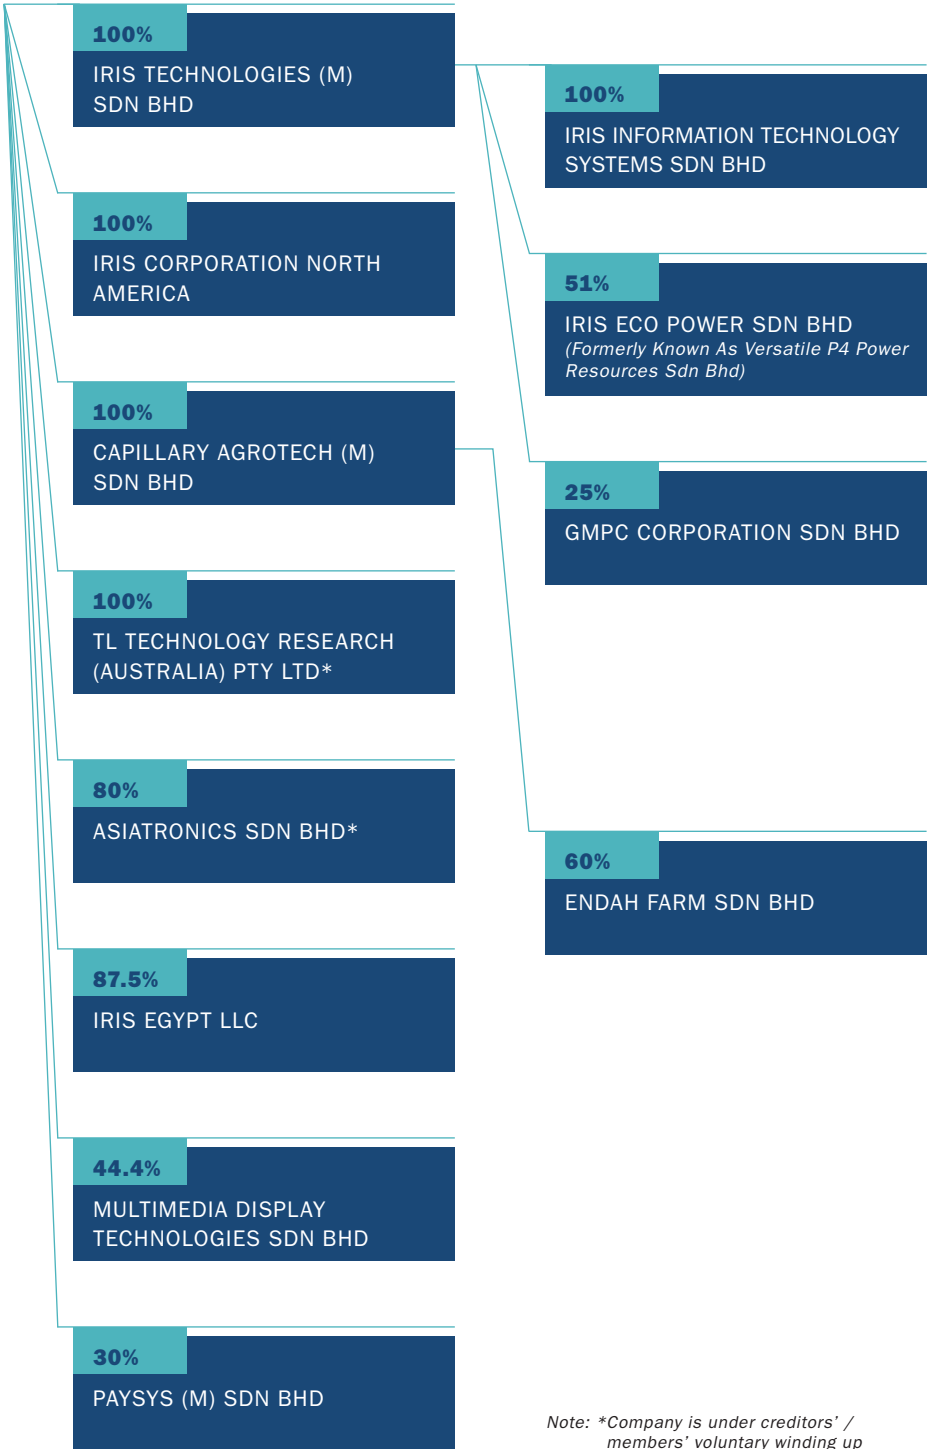 100%
IRIS TECHNOLOGIES (M)
SDN BHD
100%
IRIS CORPORATION NORTH
AMERICA
100%
CAPILLARY AGROTECH (M)
SDN BHD
100%
TL TECHNOLOGY RESEARCH
(AUSTRALIA) PTY LTD*
80%
ASIATRONICS SDN BHD*
87.5%
IRIS EGYPT LLC
44.4%
MULTIMEDIA DISPLAY
TECHNOLOGIES SDN BHD
30%
PAYSYS (M) SDN BHD
100%
IRIS INFORMATION TECHNOLOGY
SYSTEMS SDN BHD
51%
IRIS ECO POWER SDN BHD
(Formerly Known As Versatile P4 Power
Resources Sdn Bhd)
25%
GMPC CORPORATION SDN BHD
60%
ENDAH FARM SDN BHD
Note: *Company is under creditors' /
members' voluntary winding up